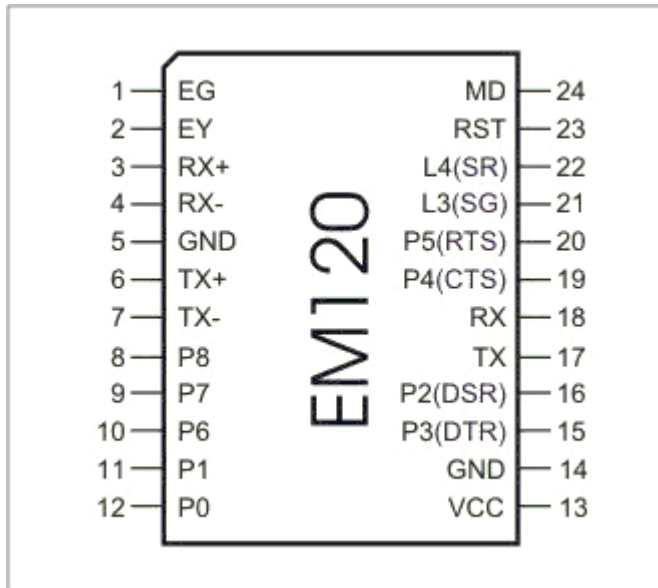 1 EG MD 24
2 EY RST 23
3 RX+ L4(SR) 22
4 RX- L3(SG) 21
5 GND P5(RTS) 20
6 TX+ P4(CTS) 19
7 TX- RX 18
8 P8 TX 17
9 P7 P2(DSR) 16
10 P6 P3(DTR) 15
11 P1 GND 14
12 P0 VCC 13
EM120